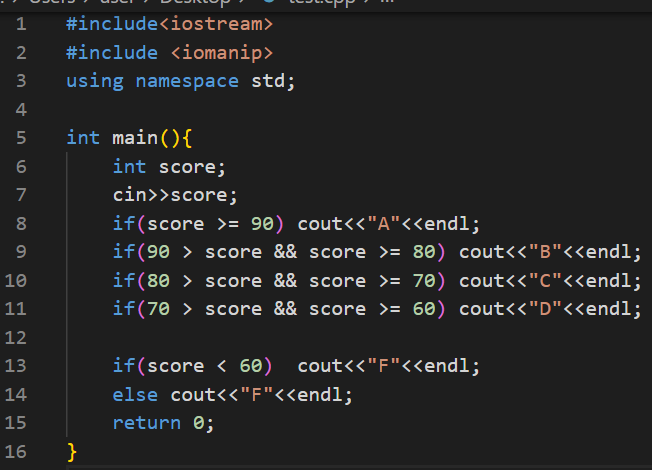 Users > user > Desktop > test.cpp > ...
1 #include<iostream>
2 #include <iomanip>
3 using namespace std;
4
5 int main(){
6     int score;
7     cin>>score;
8     if(score >= 90) cout<<"A"<<endl;
9     if(90 > score && score >= 80) cout<<"B"<<endl;
10     if(80 > score && score >= 70) cout<<"C"<<endl;
11     if(70 > score && score >= 60) cout<<"D"<<endl;
12
13     if(score < 60)  cout<<"F"<<endl;
14     else cout<<"F"<<endl;
15     return 0;
16 }